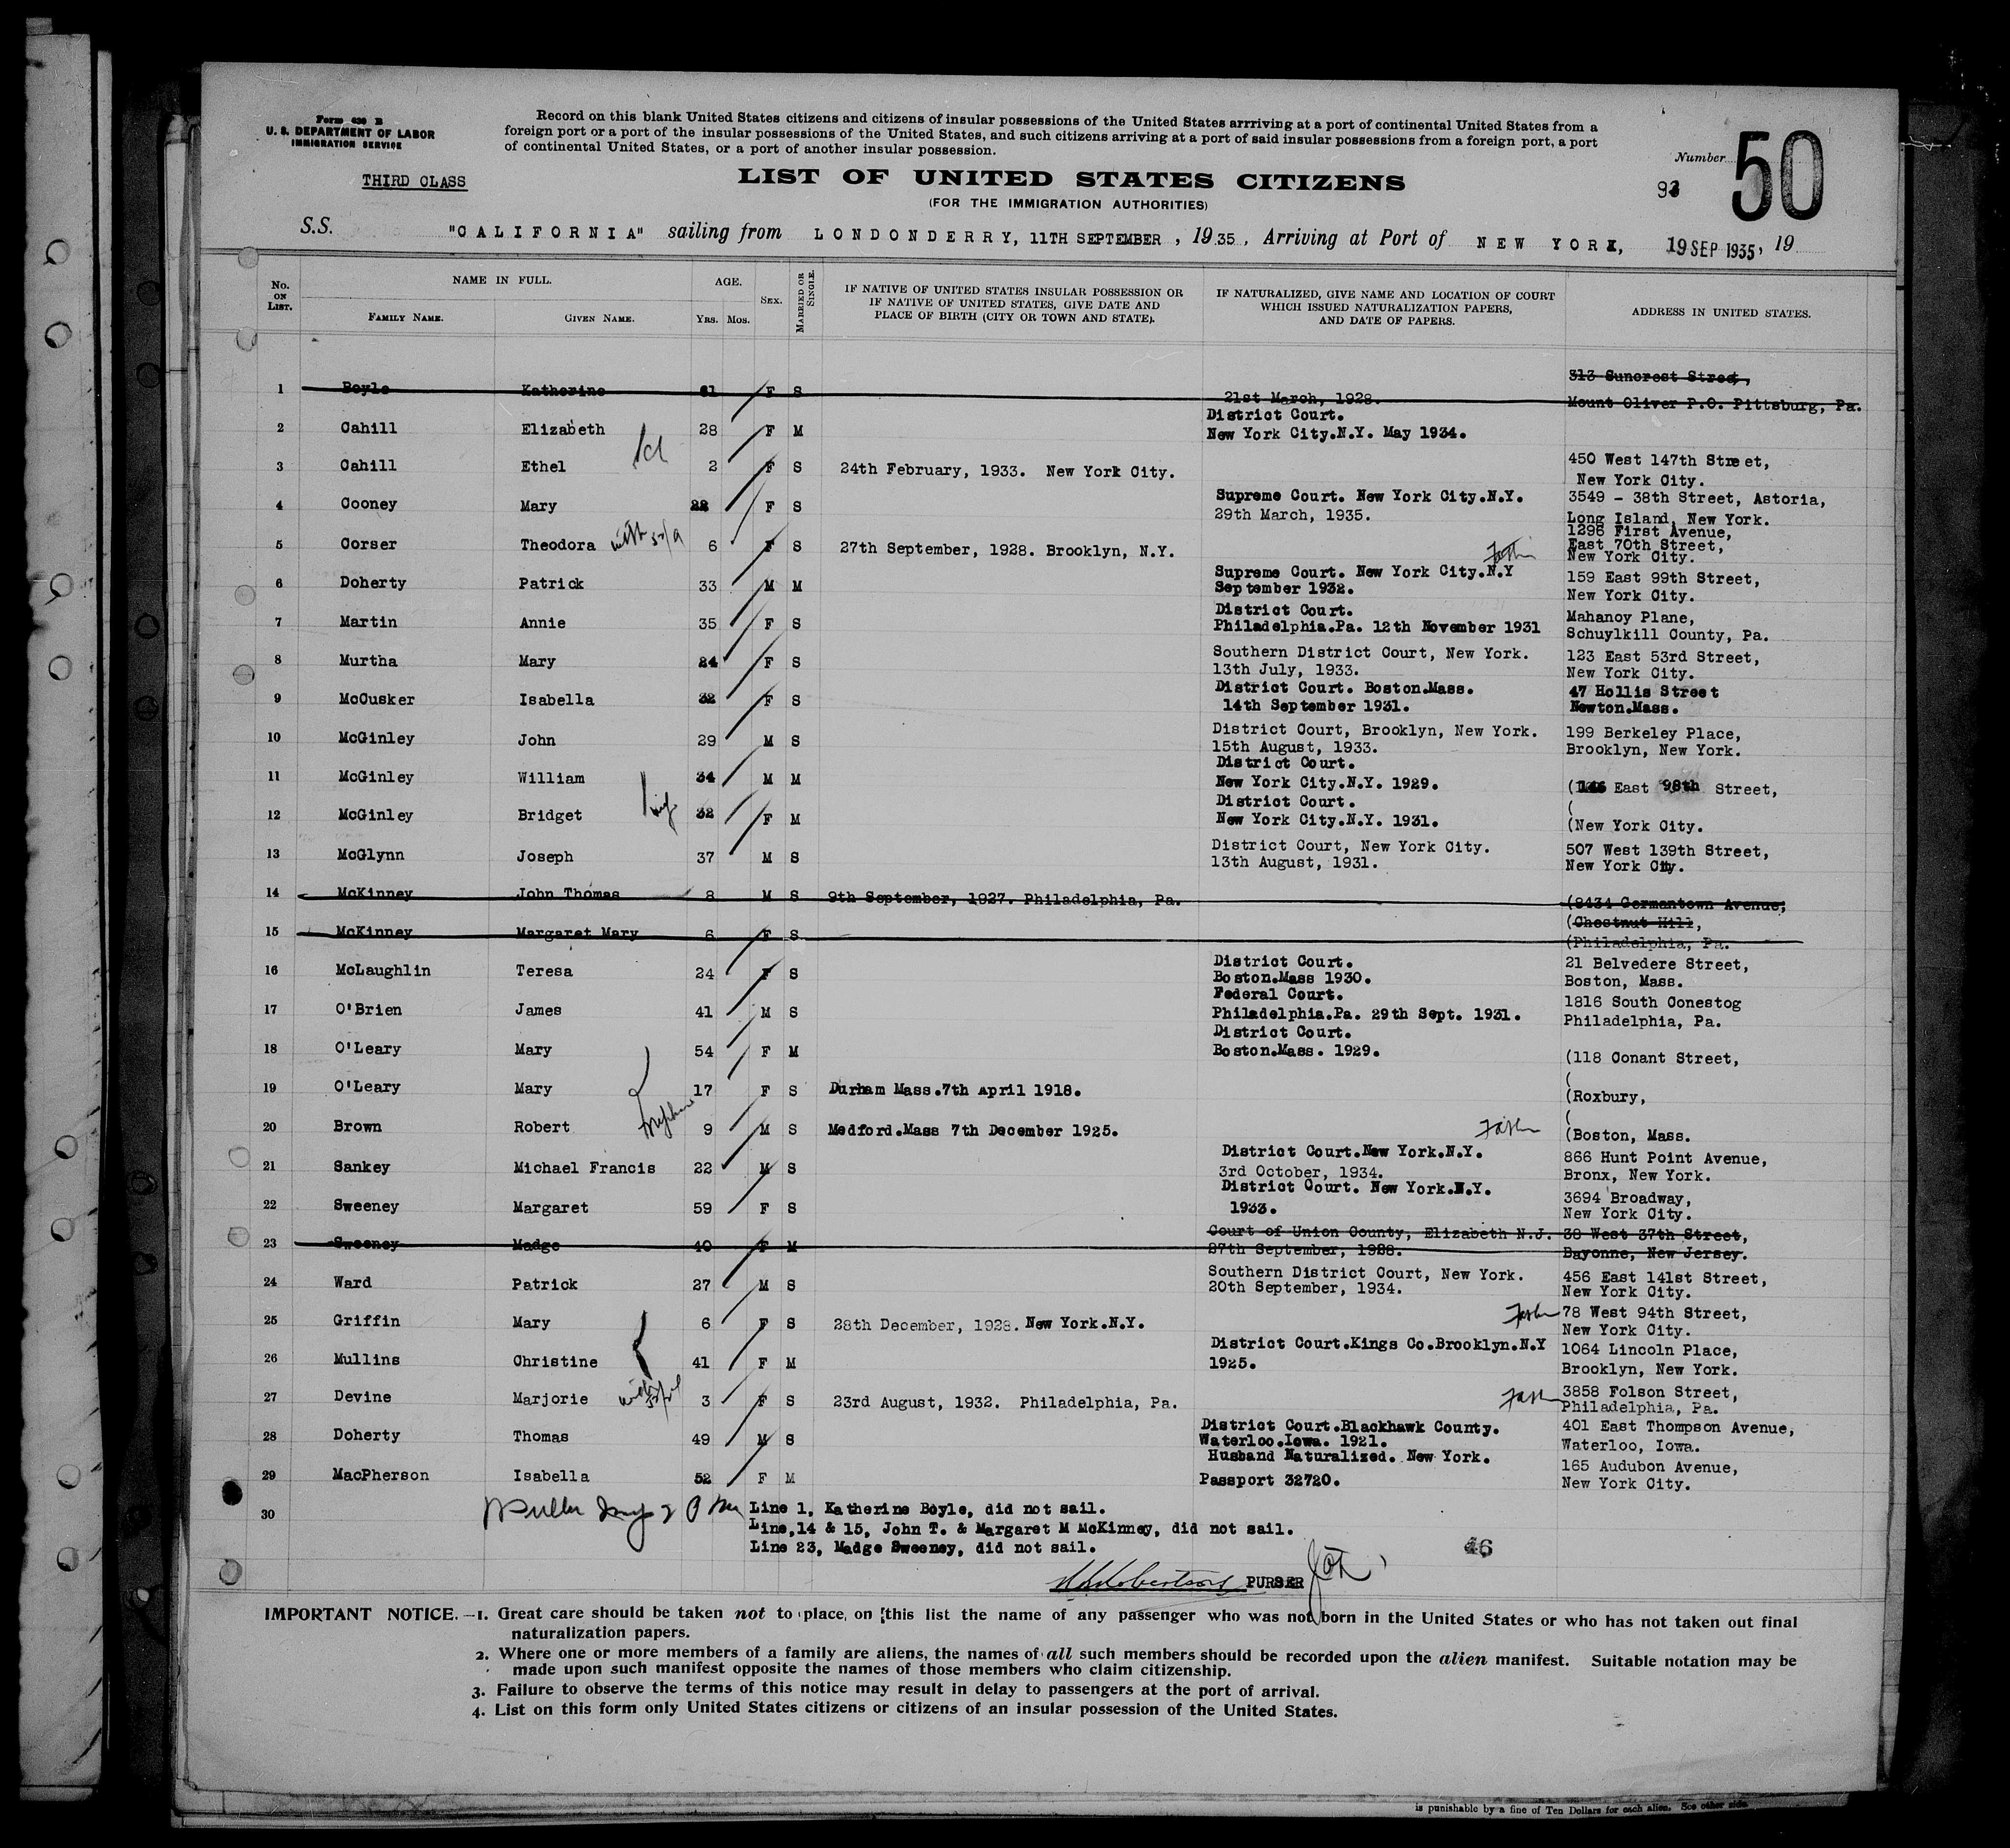 Form 630 B
U. S. DEPARTMENT OF LABOR
IMMIGRATION SERVICE
THIRD CLASS
Record on this blank United States citizens and citizens of insular possessions of the United States arrriving at a port of continental United States from a
foreign port or a port of the insular possessions of the United States, and such citizens arriving at a port of said insular possessions from a foreign port, a port
of continental United States, or a port of another insular possession.
Number 50
93
LIST OF UNITED STATES CITIZENS
(FOR THE IMMIGRATION AUTHORITIES)
S.S. "CALIFORNIA" sailing from LONDONDERRY, 11TH SEPTEMBER, 1935, Arriving at Port of NEW YORK, 19 SEP 1935, 19
No. ON LIST.
NAME IN FULL.
FAMILY NAME.
GIVEN NAME.
AGE.
YRS. MOS.
SEX.
MARRIED OR SINGLE.
IF NATIVE OF UNITED STATES INSULAR POSSESSION OR
IF NATIVE OF UNITED STATES, GIVE DATE AND
PLACE OF BIRTH (CITY OR TOWN AND STATE).
IF NATURALIZED, GIVE NAME AND LOCATION OF COURT
WHICH ISSUED NATURALIZATION PAPERS,
AND DATE OF PAPERS.
ADDRESS IN UNITED STATES.
1 Boyle Katherine 61 F S 21st March, 1928. 313 Suncrest Street,
Mount Oliver P.O. Pittsburg, Pa.
2 Cahill Elizabeth 28 F M District Court.
New York City.N.Y. May 1934.
3 Cahill Ethel 2 F S 24th February, 1933. New York City. 450 West 147th Street,
New York City.
4 Cooney Mary 22 F S Supreme Court. New York City.N.Y. 3549 - 38th Street, Astoria,
29th March, 1935. Long Island, New York.
5 Corser Theodora with 6 F S 27th September, 1928. Brooklyn, N.Y. 1296 First Avenue,
East 70th Street,
New York City.
6 Doherty Patrick 33 M M Supreme Court. New York City.N.Y 159 East 99th Street,
September 1932. New York City.
7 Martin Annie 35 F S District Court. Mahanoy Plane,
Philadelphia.Pa. 12th November 1931 Schuylkill County, Pa.
8 Murtha Mary 24 F S Southern District Court, New York. 123 East 53rd Street,
13th July, 1933. New York City.
9 McCusker Isabella 32 F S District Court. Boston.Mass. 47 Hollis Street
14th September 1931. Newton.Mass.
10 McGinley John 29 M S District Court, Brooklyn, New York. 199 Berkeley Place,
15th August, 1933. Brooklyn, New York.
11 McGinley William 34 M M District Court.
New York City.N.Y. 1929. (146 East 98th Street,
(
12 McGinley Bridget 32 F M District Court.
New York City.N.Y. 1931. (New York City.
13 McGlynn Joseph 37 M S District Court, New York City. 507 West 139th Street,
13th August, 1931. New York City.
14 McKinney John Thomas 8 M S 9th September, 1927. Philadelphia, Pa. (8434 Germantown Avenue,
(Chestnut Hill,
15 McKinney Margaret Mary 6 F S (Philadelphia, Pa.
16 McLaughlin Teresa 24 F S District Court. 21 Belvedere Street,
Boston.Mass 1930. Boston, Mass.
17 O'Brien James 41 M S Federal Court. 1816 South Conestog
Philadelphia.Pa. 29th Sept. 1931. Philadelphia, Pa.
18 O'Leary Mary 54 F M District Court.
Boston.Mass. 1929. (118 Conant Street,
(
19 O'Leary Mary 17 F S Durham Mass.7th April 1918. (Roxbury,
(
20 Brown Robert nephew 9 M S Medford.Mass 7th December 1925. (Boston, Mass.
21 Sankey Michael Francis 22 M S District Court.New York.N.Y. 866 Hunt Point Avenue,
3rd October, 1934. Bronx, New York.
22 Sweeney Margaret 59 F S District Court. New York.N.Y. 3694 Broadway,
1933. New York City.
23 Sweeney Madge 40 F M Court of Union County, Elizabeth N.J. 38 West 37th Street,
27th September, 1928. Bayonne, New Jersey.
24 Ward Patrick 27 M S Southern District Court, New York. 456 East 141st Street,
20th September, 1934. New York City.
25 Griffin Mary 6 F S 28th December, 1928. New York.N.Y. 78 West 94th Street,
New York City.
26 Mullins Christine 41 F M District Court.Kings Co.Brooklyn.N.Y 1064 Lincoln Place,
1925. Brooklyn, New York.
27 Devine Marjorie with 3 F S 23rd August, 1932. Philadelphia, Pa. 3858 Folson Street,
Philadelphia, Pa.
28 Doherty Thomas 49 M S District Court.Blackhawk County. 401 East Thompson Avenue,
Waterloo.Iowa. 1921. Waterloo, Iowa.
29 MacPherson Isabella 52 F M Husband Naturalized. New York. 165 Audubon Avenue,
Passport 32720. New York City.
30 Line 1, Katherine Boyle, did not sail.
Line,14 & 15, John T. & Margaret M McKinney, did not sail.
Line 23, Madge Sweeney, did not sail.
46
PURSER
IMPORTANT NOTICE.—1. Great care should be taken not to place, on this list the name of any passenger who was not born in the United States or who has not taken out final
naturalization papers.
2. Where one or more members of a family are aliens, the names of all such members should be recorded upon the alien manifest. Suitable notation may be
made upon such manifest opposite the names of those members who claim citizenship.
3. Failure to observe the terms of this notice may result in delay to passengers at the port of arrival.
4. List on this form only United States citizens or citizens of an insular possession of the United States.
is punishable by a fine of Ten Dollars for each alien. See other side.